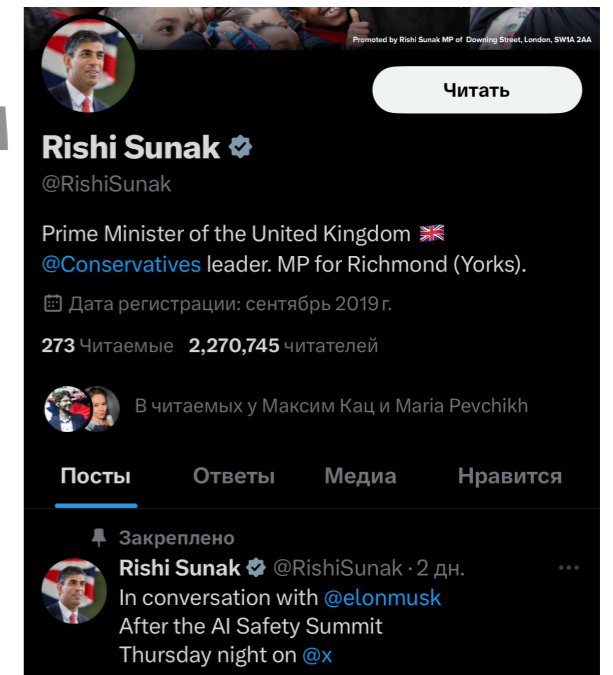 Promoted by Rishi Sunak MP of Downing Street, London, SW1A 2AA
Читать
Rishi Sunak
@RishiSunak
Prime Minister of the United Kingdom 🇬🇧
@Conservatives leader. MP for Richmond (Yorks).
Дата регистрации: сентябрь 2019 г.
273 Читаемые 2,270,745 читателей
В читаемых у Максим Кац и Maria Pevchikh
Посты Ответы Медиа Нравится
Закреплено
Rishi Sunak @RishiSunak · 2 дн.
In conversation with @elonmusk
After the AI Safety Summit
Thursday night on @x